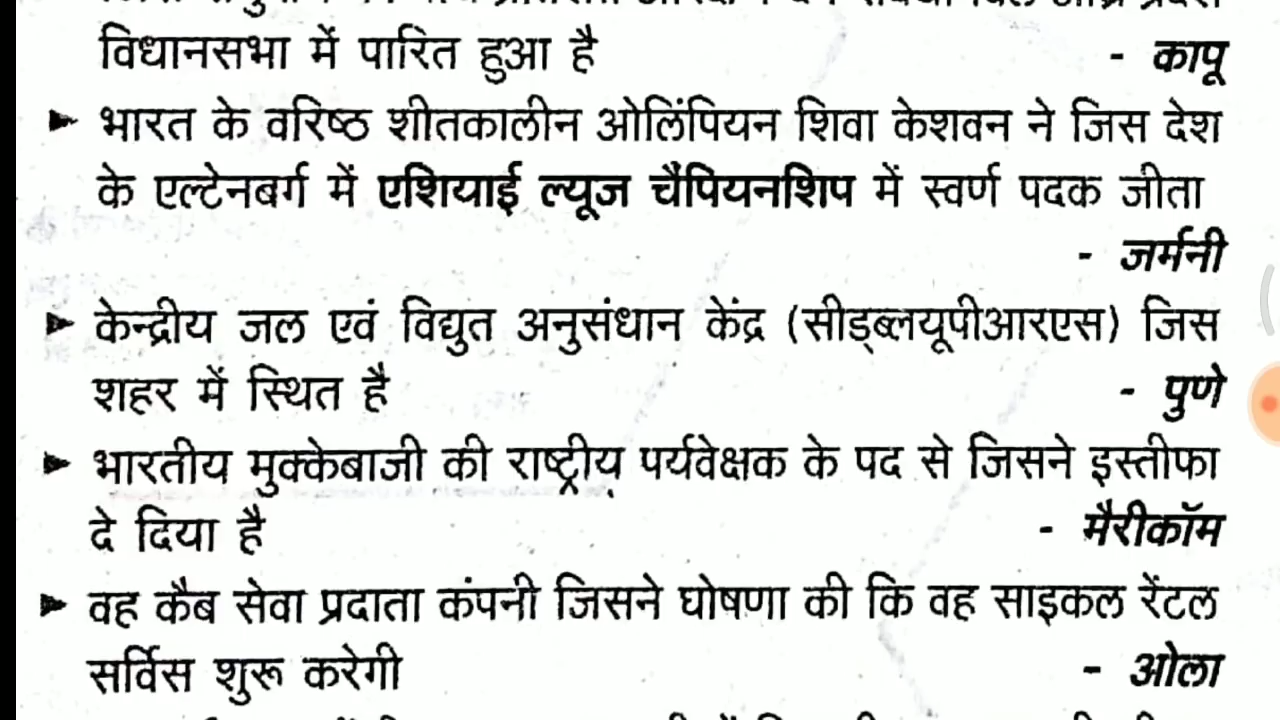 विधानसभा में पारित हुआ है - कापू
भारत के वरिष्ठ शीतकालीन ओलिंपियन शिवा केशवन ने जिस देश
के एल्टेनबर्ग में एशियाई ल्यूज चैंपियनशिप में स्वर्ण पदक जीता
- जर्मनी
केन्द्रीय जल एवं विद्युत अनुसंधान केंद्र (सीड्ब्लयूपीआरएस) जिस
शहर में स्थित है - पुणे
भारतीय मुक्केबाजी की राष्ट्रीय पर्यवेक्षक के पद से जिसने इस्तीफा
दे दिया है - मैरीकॉम
वह कैब सेवा प्रदाता कंपनी जिसने घोषणा की कि वह साइकल रेंटल
सर्विस शुरू करेगी - ओला